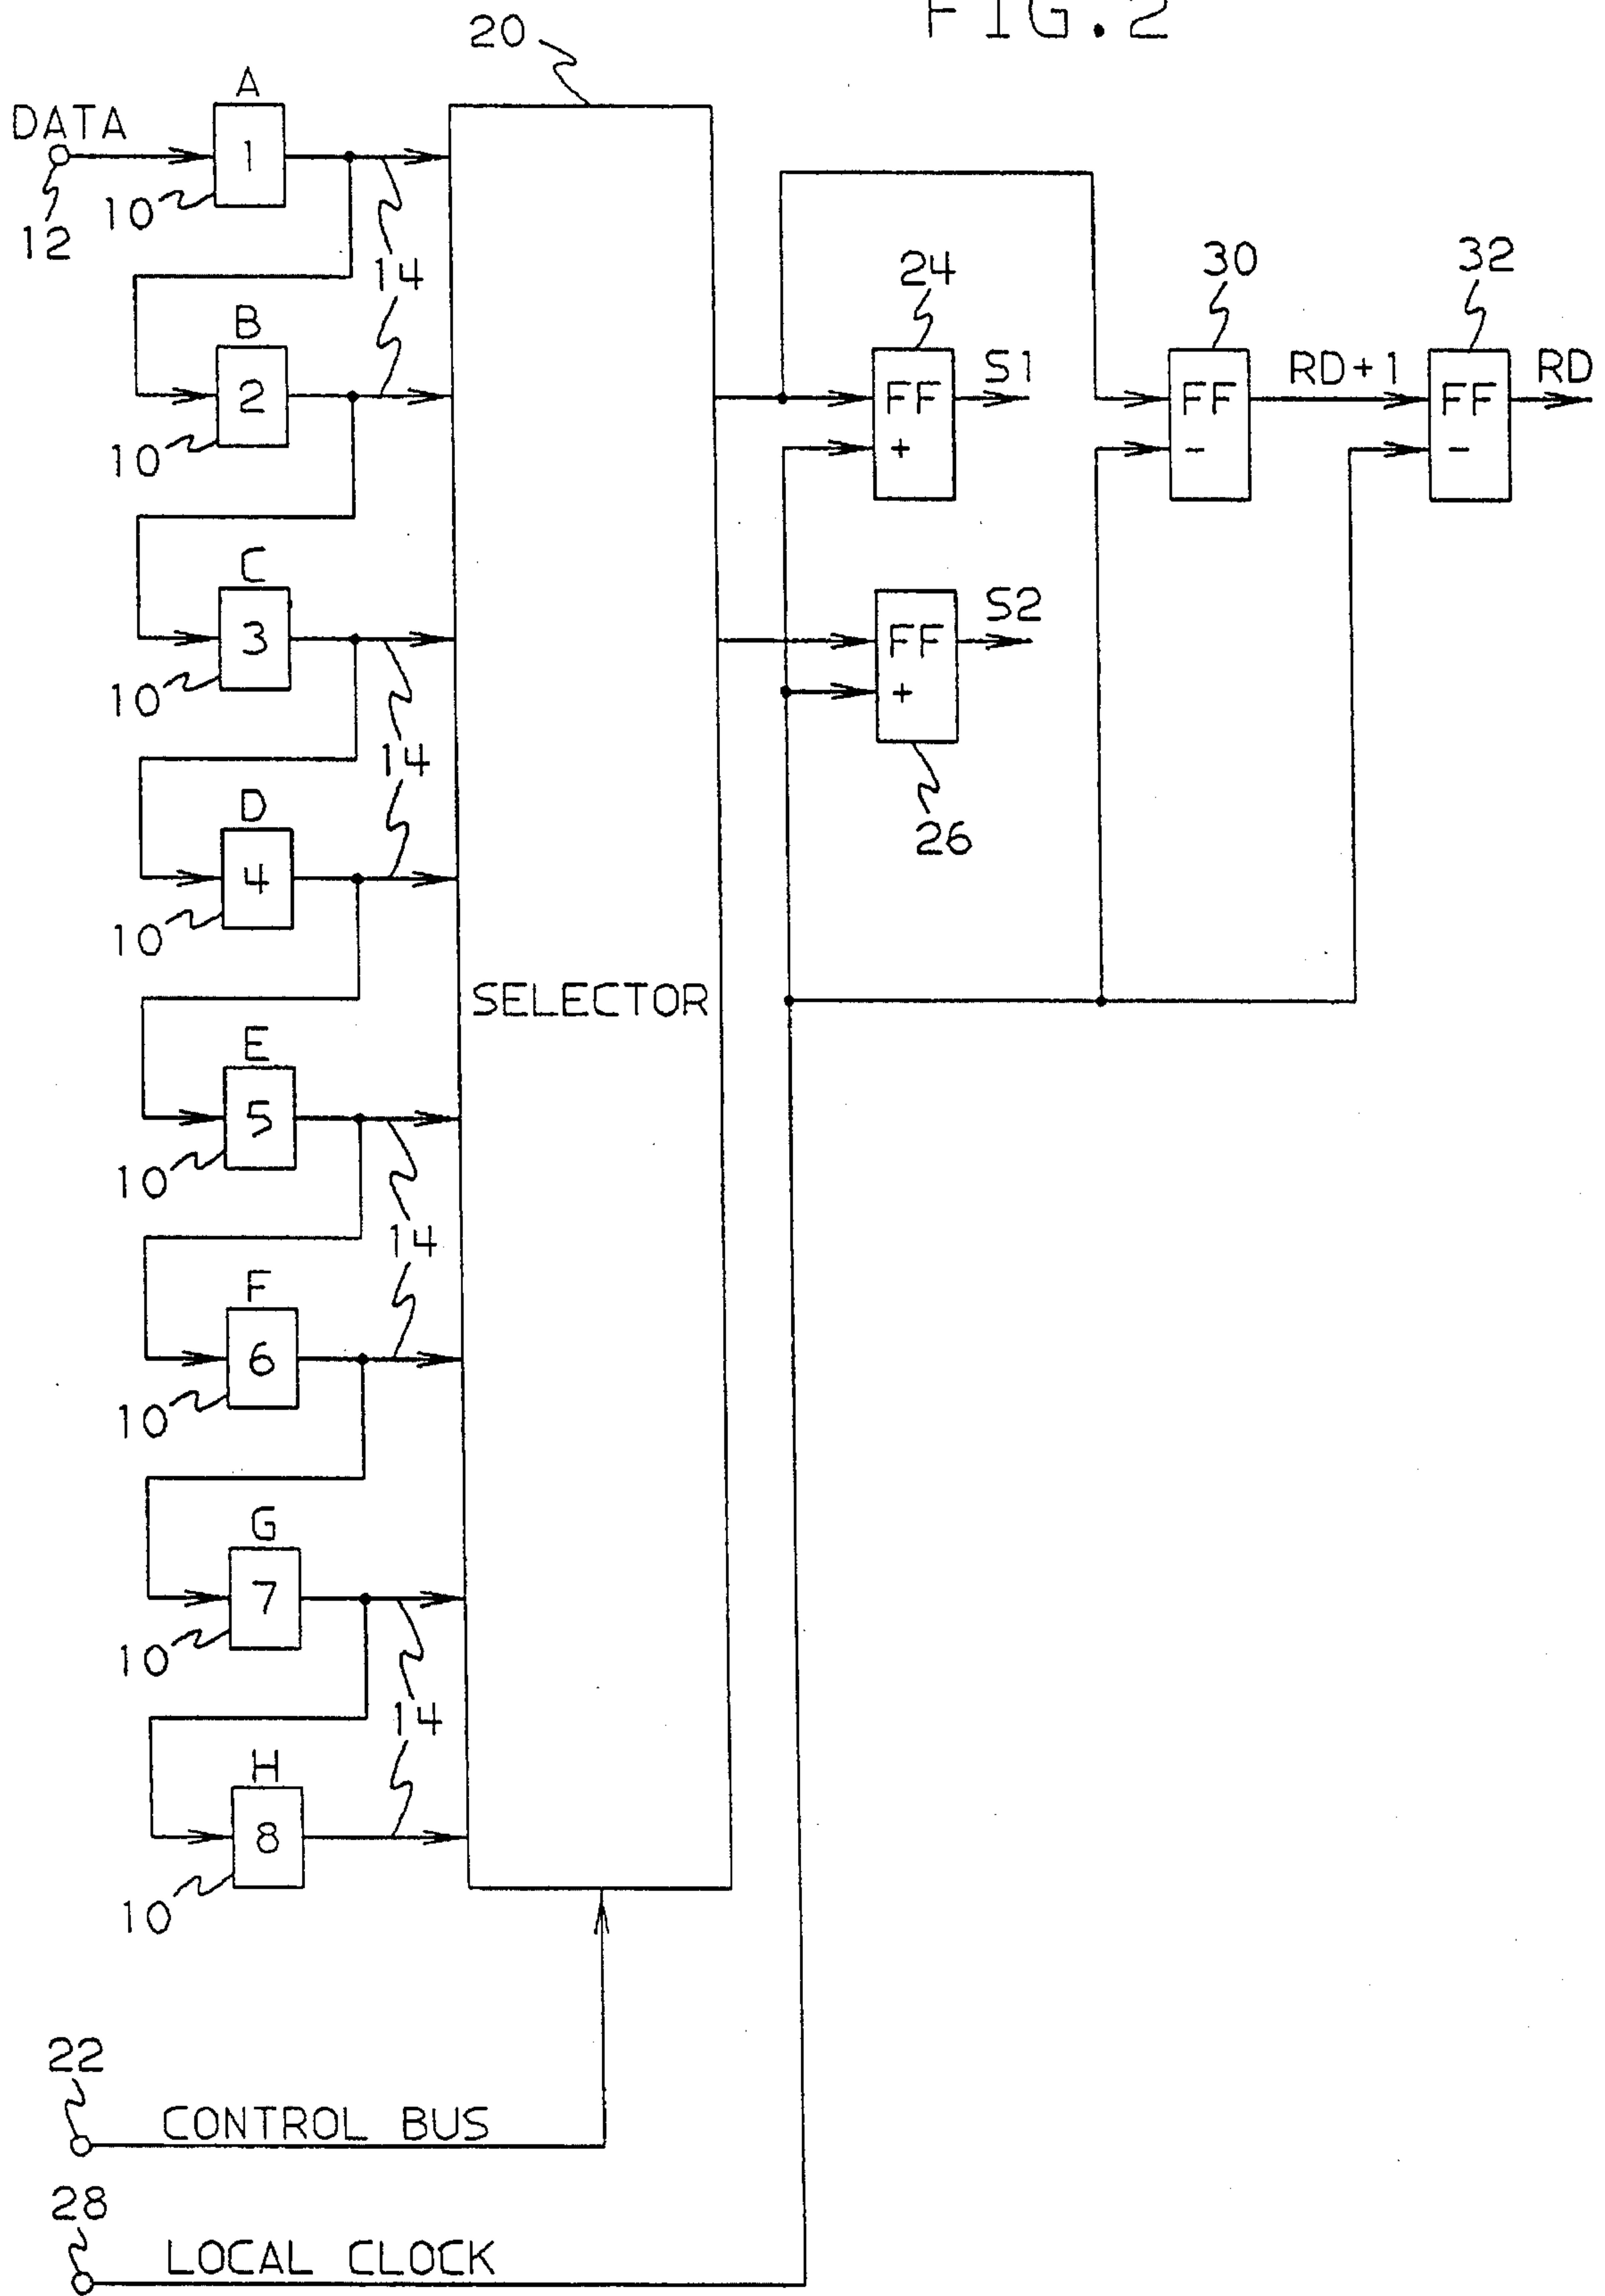 FIG.2
20
DATA
12
A
1
10
14
B
2
10
C
3
10
14
D
4
10
E
5
10
14
F
6
10
G
7
10
14
H
8
10
SELECTOR
24
FF
+
S1
30
FF
-
RD+1
32
FF
-
RD
FF
+
S2
26
22
CONTROL BUS
28
LOCAL CLOCK